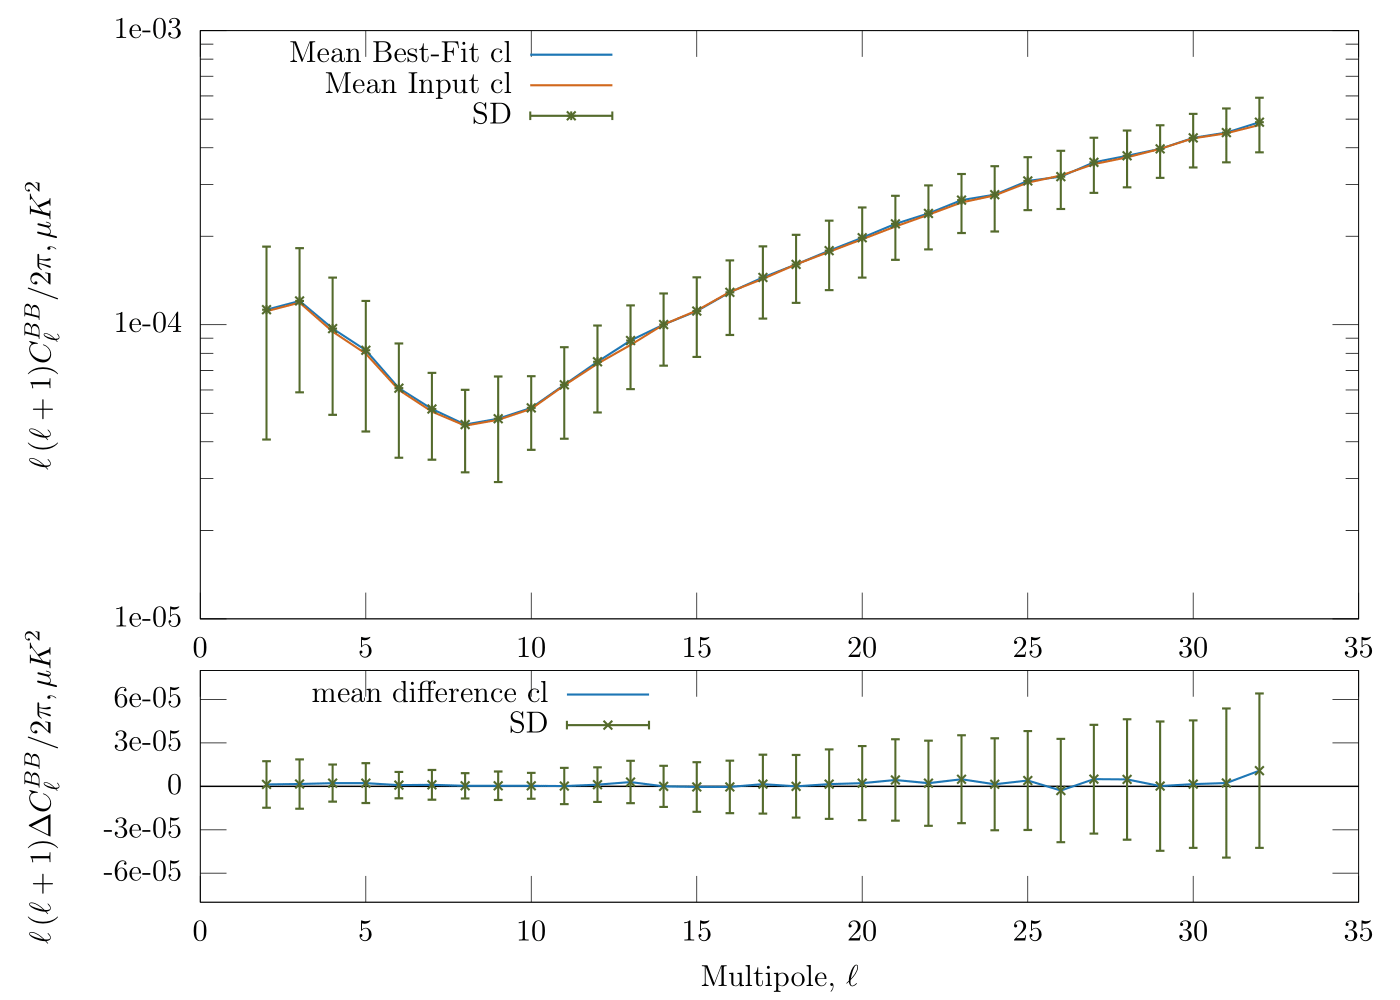 1e-03
Mean Best-Fit cl
Mean Input cl
SD
1e-04
1e-05
ℓ(ℓ + 1)C_ℓ^{BB}/2π, μK²
0 5 10 15 20 25 30 35
mean difference cl
SD
6e-05
3e-05
0
-3e-05
-6e-05
ℓ(ℓ + 1)ΔC_ℓ^{BB}/2π, μK²
0 5 10 15 20 25 30 35
Multipole, ℓ